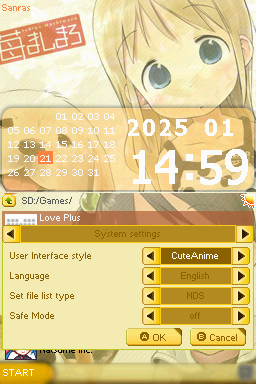 Sanras
苺ましまろ
2025 01
01 02 03 04
05 06 07 08 09 10 11
12 13 14 15 16 17 18
19 20 21 22 23 24 25
26 27 28 29 30 31
14:59
SD:/Games/
Love Plus
System settings
User Interface style CuteAnime
Language English
Set file list type NDS
Safe Mode off
A OK B Cancel
Natsume Inc.
START